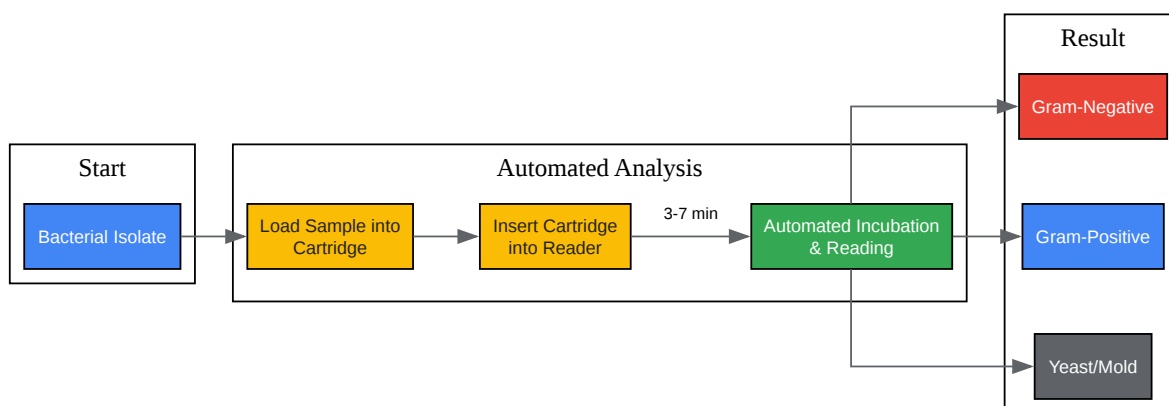 Start
Bacterial Isolate
Automated Analysis
Load Sample into
Cartridge
Insert Cartridge
into Reader
3-7 min
Automated Incubation
& Reading
Result
Gram-Negative
Gram-Positive
Yeast/Mold